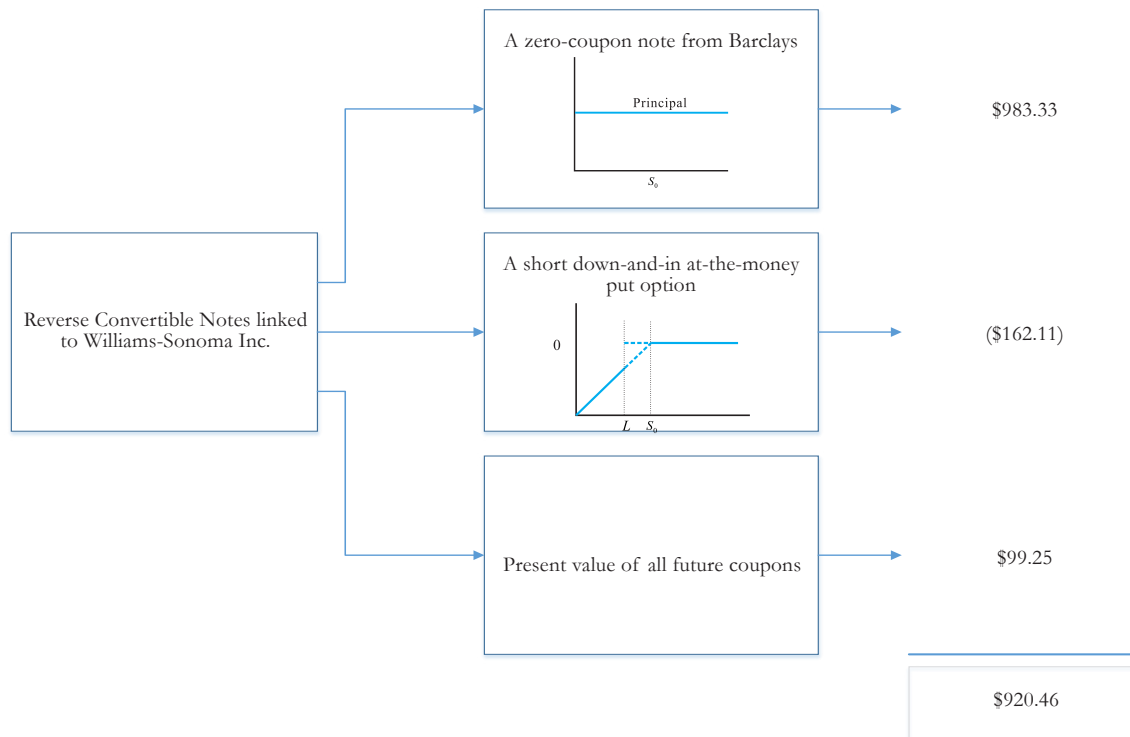 A zero-coupon note from Barclays
Principal
S₀
$983.33
Reverse Convertible Notes linked
to Williams-Sonoma Inc.
A short down-and-in at-the-money
put option
0
L S₀
($162.11)
Present value of all future coupons
$99.25
$920.46